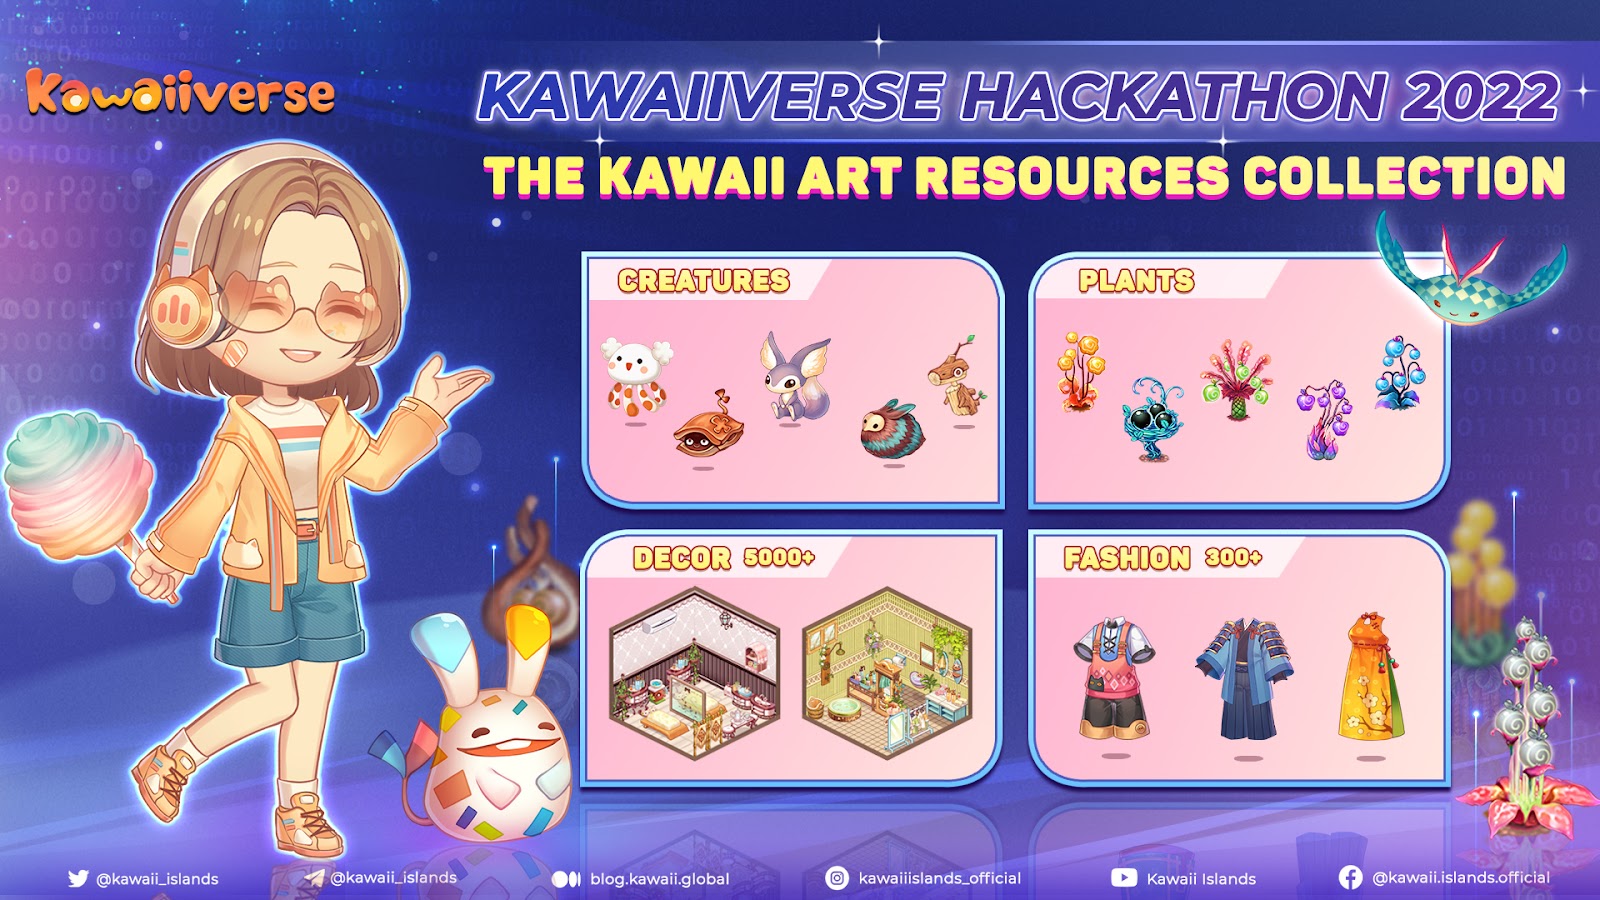 Kawaiiverse
KAWAIIVERSE HACKATHON 2022
THE KAWAII ART RESOURCES COLLECTION
CREATURES
PLANTS
DECOR 5000+
FASHION 300+
@kawaii_islands
@kawaii_islands
blog.kawaii.global
kawaiiislands_official
Kawaii Islands
@kawaii.islands.official